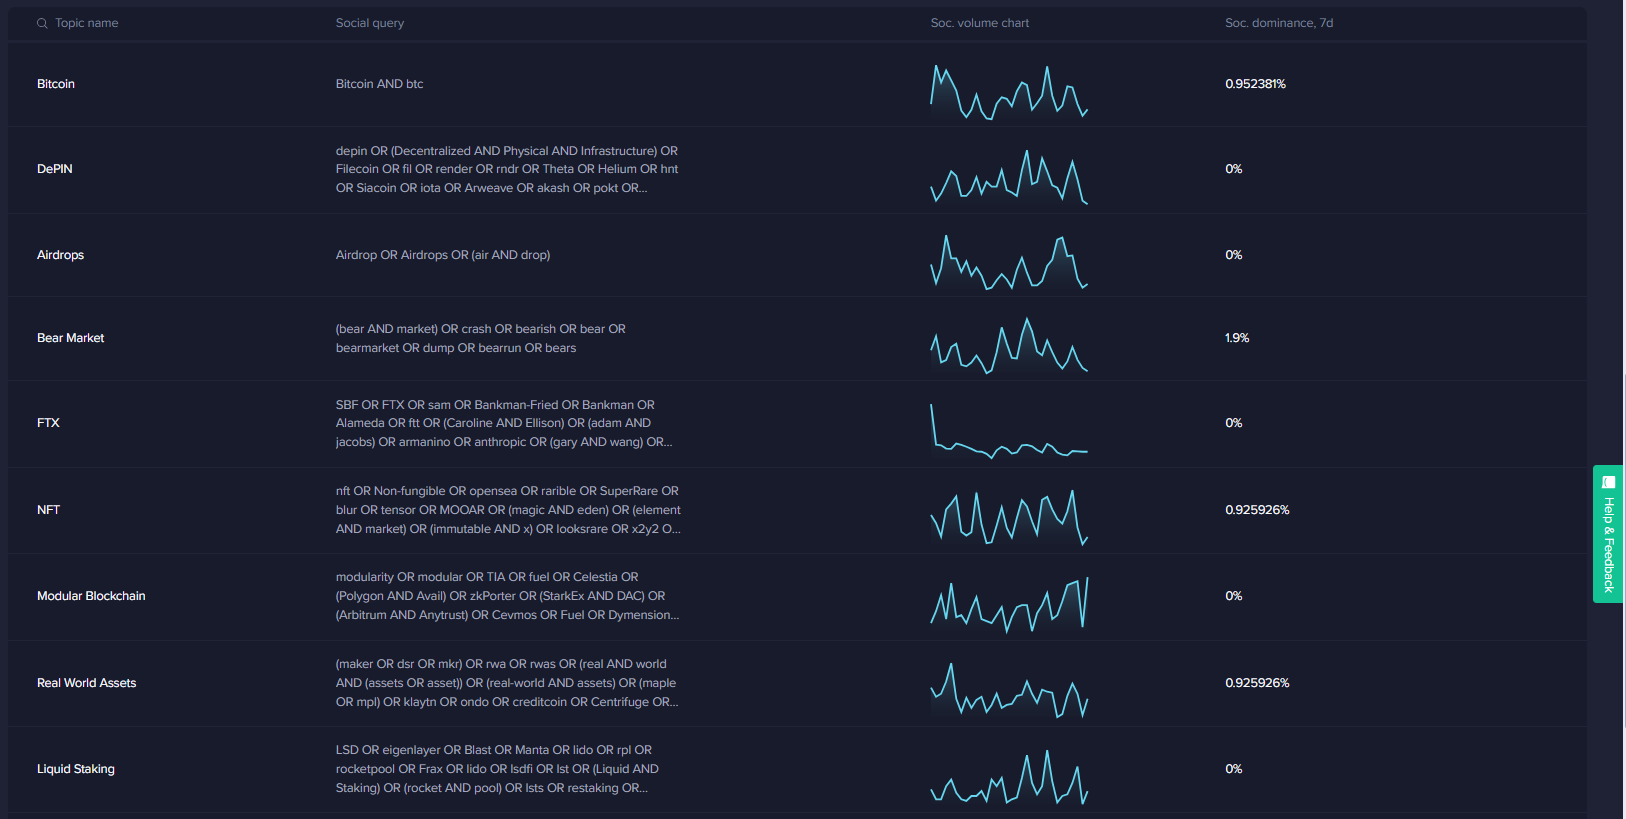 Topic name Social query Soc. volume chart Soc. dominance, 7d
Bitcoin Bitcoin AND btc 0.952381%
depin OR (Decentralized AND Physical AND Infrastructure) OR
DePIN Filecoin OR fil OR render OR rndr OR Theta OR Helium OR hnt 0%
OR Siacoin OR iota OR Arweave OR akash OR pokt OR...
Airdrops Airdrop OR Airdrops OR (air AND drop) 0%
(bear AND market) OR crash OR bearish OR bear OR
Bear Market 1.9%
bearmarket OR dump OR bearrun OR bears
SBF OR FTX OR sam OR Bankman-Fried OR Bankman OR
FTX Alameda OR ftt OR (Caroline AND Ellison) OR (adam AND 0%
jacobs) OR armanino OR anthropic OR (gary AND wang) OR...
nft OR Non-fungible OR opensea OR rarible OR SuperRare OR
NFT blur OR tensor OR MOOAR OR (magic AND eden) OR (element 0.925926%
AND market) OR (immutable AND x) OR looksrare OR x2y2 O...
modularity OR modular OR TIA OR fuel OR Celestia OR
Modular Blockchain (Polygon AND Avail) OR zkPorter OR (StarkEx AND DAC) OR 0%
(Arbitrum AND Anytrust) OR Cevmos OR Fuel OR Dymension...
(maker OR dsr OR mkr) OR rwa OR rwas OR (real AND world
Real World Assets AND (assets OR asset)) OR (real-world AND assets) OR (maple 0.925926%
OR mpl) OR klaytn OR ondo OR creditcoin OR Centrifuge OR...
LSD OR eigenlayer OR Blast OR Manta OR lido OR rpl OR
Liquid Staking rocketpool OR Frax OR lido OR lsdfi OR lst OR (Liquid AND 0%
Staking) OR (rocket AND pool) OR lsts OR restaking OR...
Help & Feedback